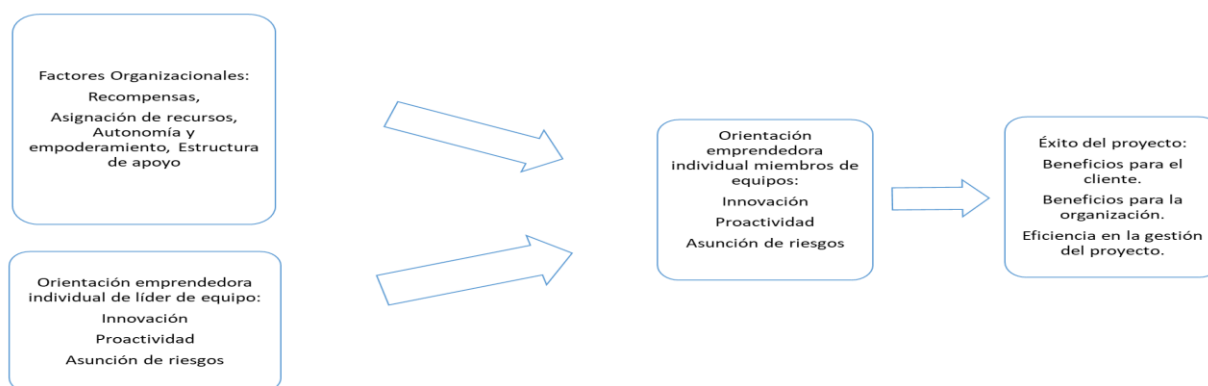 Factores Organizacionales:
Recompensas,
Asignación de recursos,
Autonomía y
empoderamiento, Estructura
de apoyo
Orientación emprendedora
individual de líder de equipo:
Innovación
Proactividad
Asunción de riesgos
Orientación
emprendedora
individual miembros de
equipos:
Innovación
Proactividad
Asunción de riesgos
Éxito del proyecto:
Beneficios para el
cliente.
Beneficios para la
organización.
Eficiencia en la gestión
del proyecto.